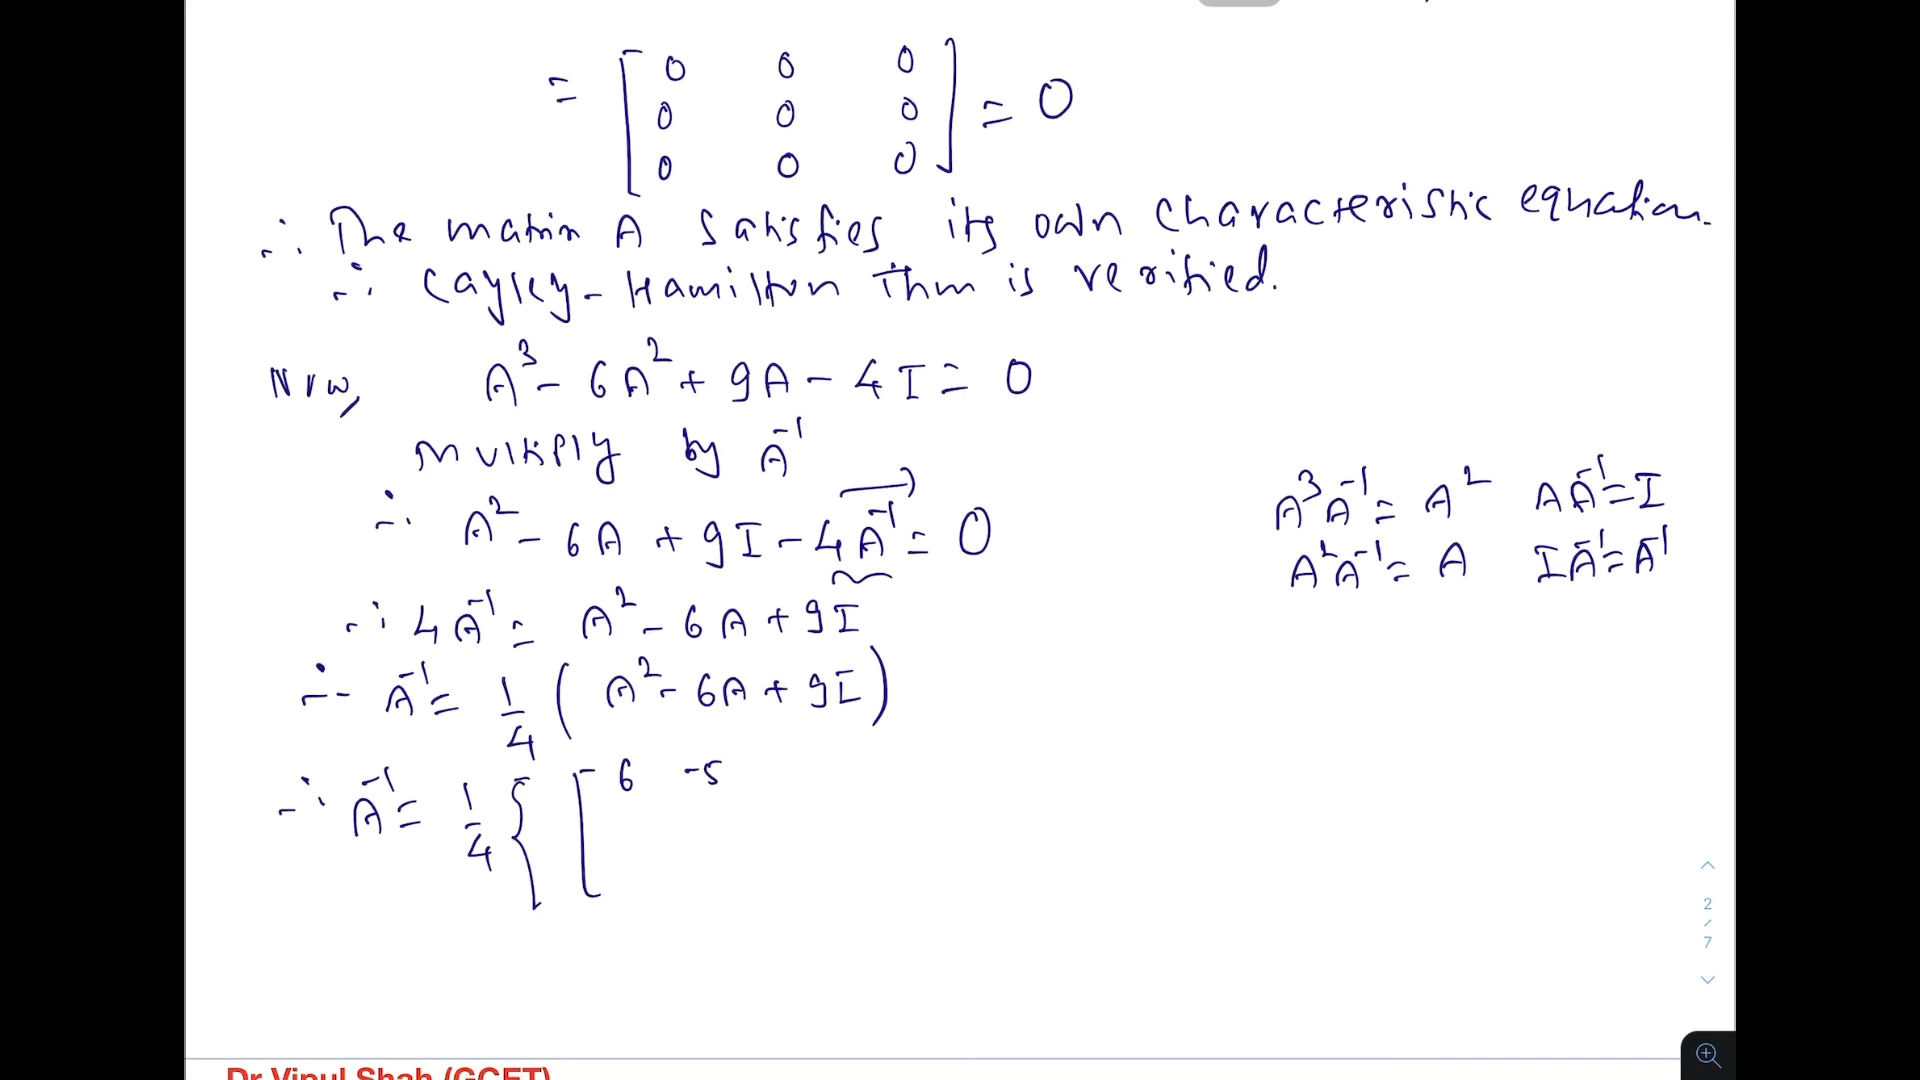 = [ 0 0 0
0 0 0
0 0 0 ] = 0
∴ The matrix A satisfies its own characteristic equation.
∴ Cayley-Hamilton Thm is verified.
Now, A³ - 6A² + 9A - 4I = 0
Multiply by A⁻¹
∴ A² - 6A + 9I - 4A⁻¹ = 0
A³A⁻¹ = A² AA⁻¹ = I
A²A⁻¹ = A IA⁻¹ = A⁻¹
∴ 4A⁻¹ = A² - 6A + 9I
∴ A⁻¹ = 1/4 ( A² - 6A + 9I )
∴ A⁻¹ = 1/4 { [ 6 -5
2
/
7
Dr Vipul Shah (GCET)